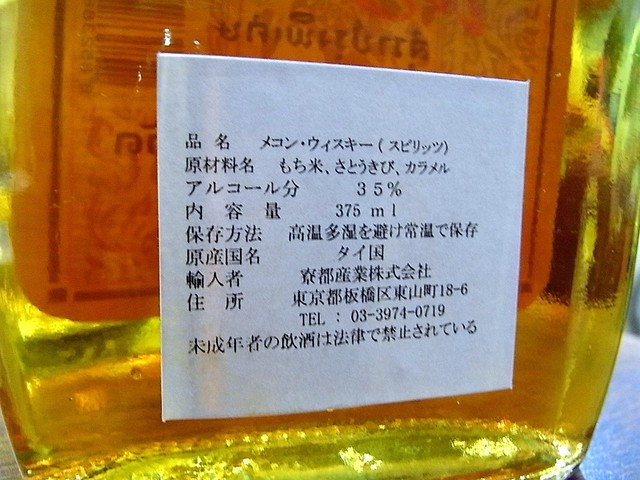 品名 メコン・ウィスキー(スピリッツ)
原材料名 もち米、さとうきび、カラメル
アルコール分 35%
内容量 375 ml
保存方法 高温多湿を避け常温で保存
原産国名 タイ国
輸入者 寮都産業株式会社
住所 東京都板橋区東山町18-6
TEL : 03-3974-0719
未成年者の飲酒は法律で禁止されている